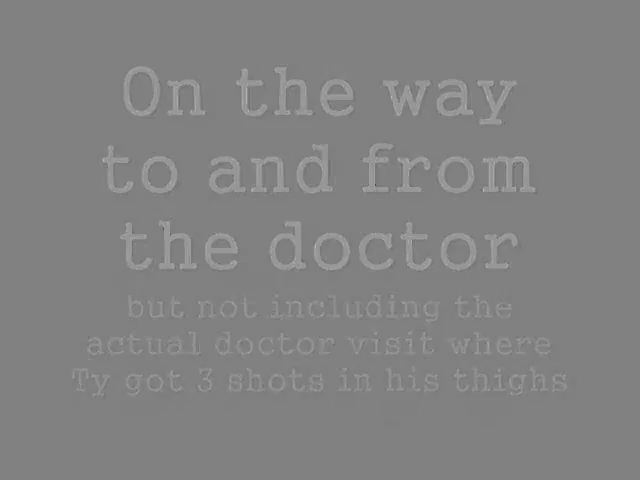 On the way
to and from
the doctor
but not including the
actual doctor visit where
Ty got 3 shots in his thighs